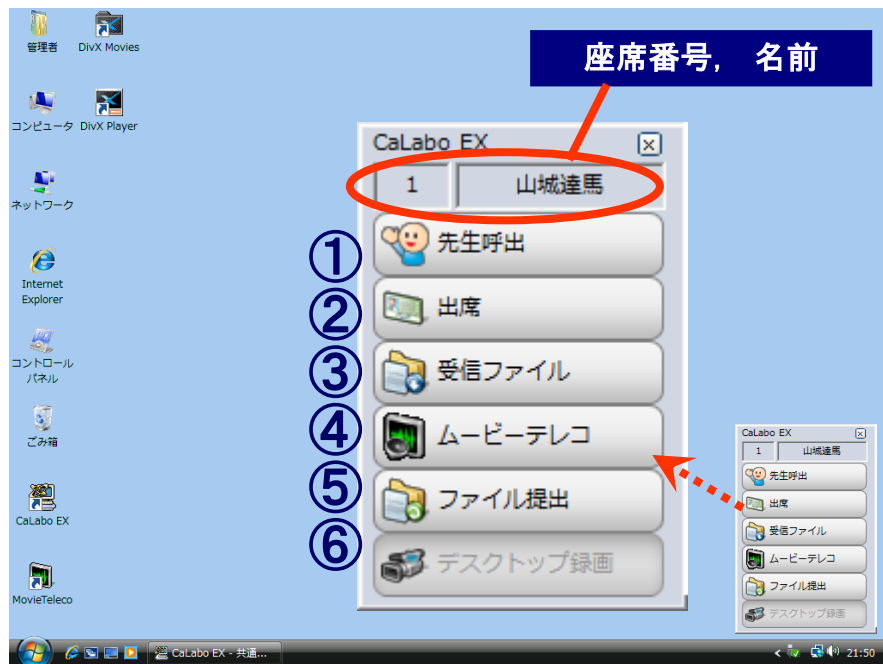 管理者
DivX Movies
コンピュータ
DivX Player
ネットワーク
Internet
Explorer
コントロール
パネル
ごみ箱
CaLabo EX
MovieTeleco
座席番号, 名前
CaLabo EX
1 山城達馬
① 先生呼出
② 出席
③ 受信ファイル
④ ムービーテレコ
⑤ ファイル提出
⑥ デスクトップ録画
CaLabo EX
1 山城達馬
先生呼出
出席
受信ファイル
ムービーテレコ
ファイル提出
デスクトップ録画
CaLabo EX - 共通...
21:50